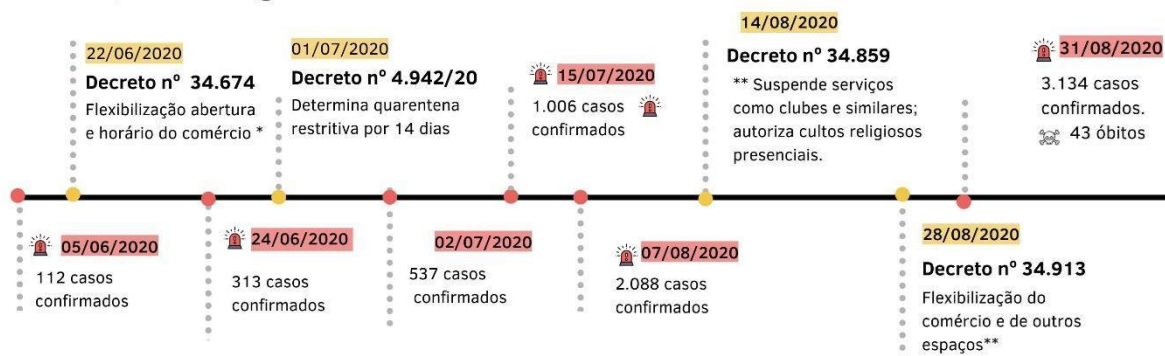 22/06/2020
Decreto nº 34.674
Flexibilização abertura
e horário do comércio *
01/07/2020
Decreto nº 4.942/20
Determina quarentena
restritiva por 14 dias
15/07/2020
1.006 casos
confirmados
14/08/2020
Decreto nº 34.859
** Suspende serviços
como clubes e similares;
autoriza cultos religiosos
presenciais.
31/08/2020
3.134 casos
confirmados.
43 óbitos
05/06/2020
112 casos
confirmados
24/06/2020
313 casos
confirmados
02/07/2020
537 casos
confirmados
07/08/2020
2.088 casos
confirmados
28/08/2020
Decreto nº 34.913
Flexibilização do
comércio e de outros
espaços**